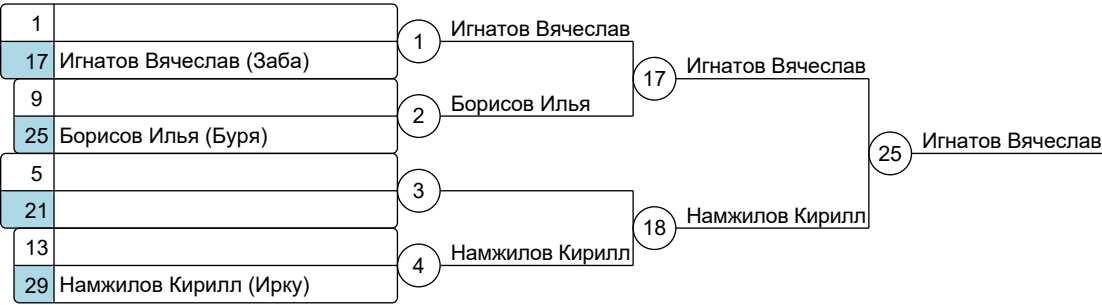 1
Игнатов Вячеслав
1
17 Игнатов Вячеслав (Заба)
17
Игнатов Вячеслав
9
Борисов Илья
2
25 Борисов Илья (Буря)
25
Игнатов Вячеслав
5
3
21
18
Намжилов Кирилл
13
Намжилов Кирилл
4
29 Намжилов Кирилл (Ирку)